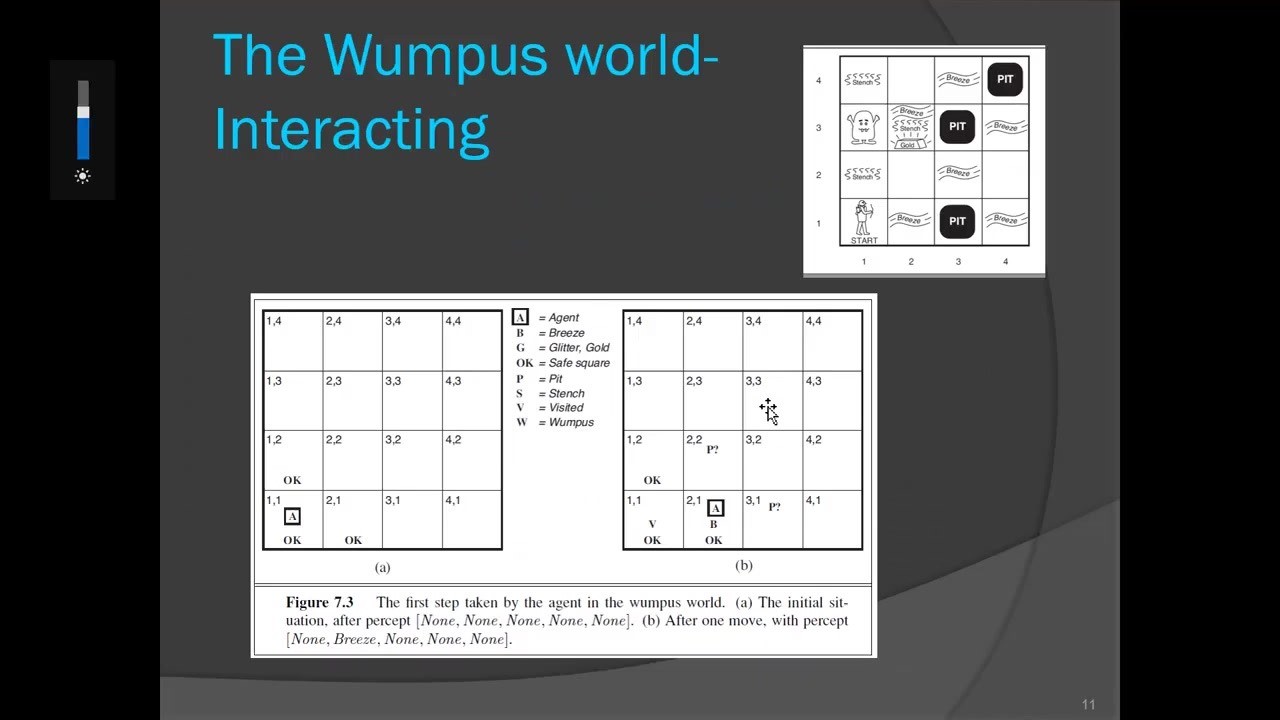 The Wumpus world-
Interacting
4 Stench Breeze PIT
3 Breeze Stench Gold PIT Breeze
2 Stench Breeze
1 START Breeze PIT Breeze
1 2 3 4
1,4 2,4 3,4 4,4
1,3 2,3 3,3 4,3
1,2 2,2 3,2 4,2
OK
1,1 2,1 3,1 4,1
A
OK OK
(a)
A = Agent
B = Breeze
G = Glitter, Gold
OK = Safe square
P = Pit
S = Stench
V = Visited
W = Wumpus
1,4 2,4 3,4 4,4
1,3 2,3 3,3 4,3
1,2 2,2 P? 3,2 4,2
OK
1,1 2,1 A 3,1 P? 4,1
V B
OK OK
(b)
Figure 7.3 The first step taken by the agent in the wumpus world. (a) The initial sit-
uation, after percept [None, None, None, None, None]. (b) After one move, with percept
[None, Breeze, None, None, None].
11